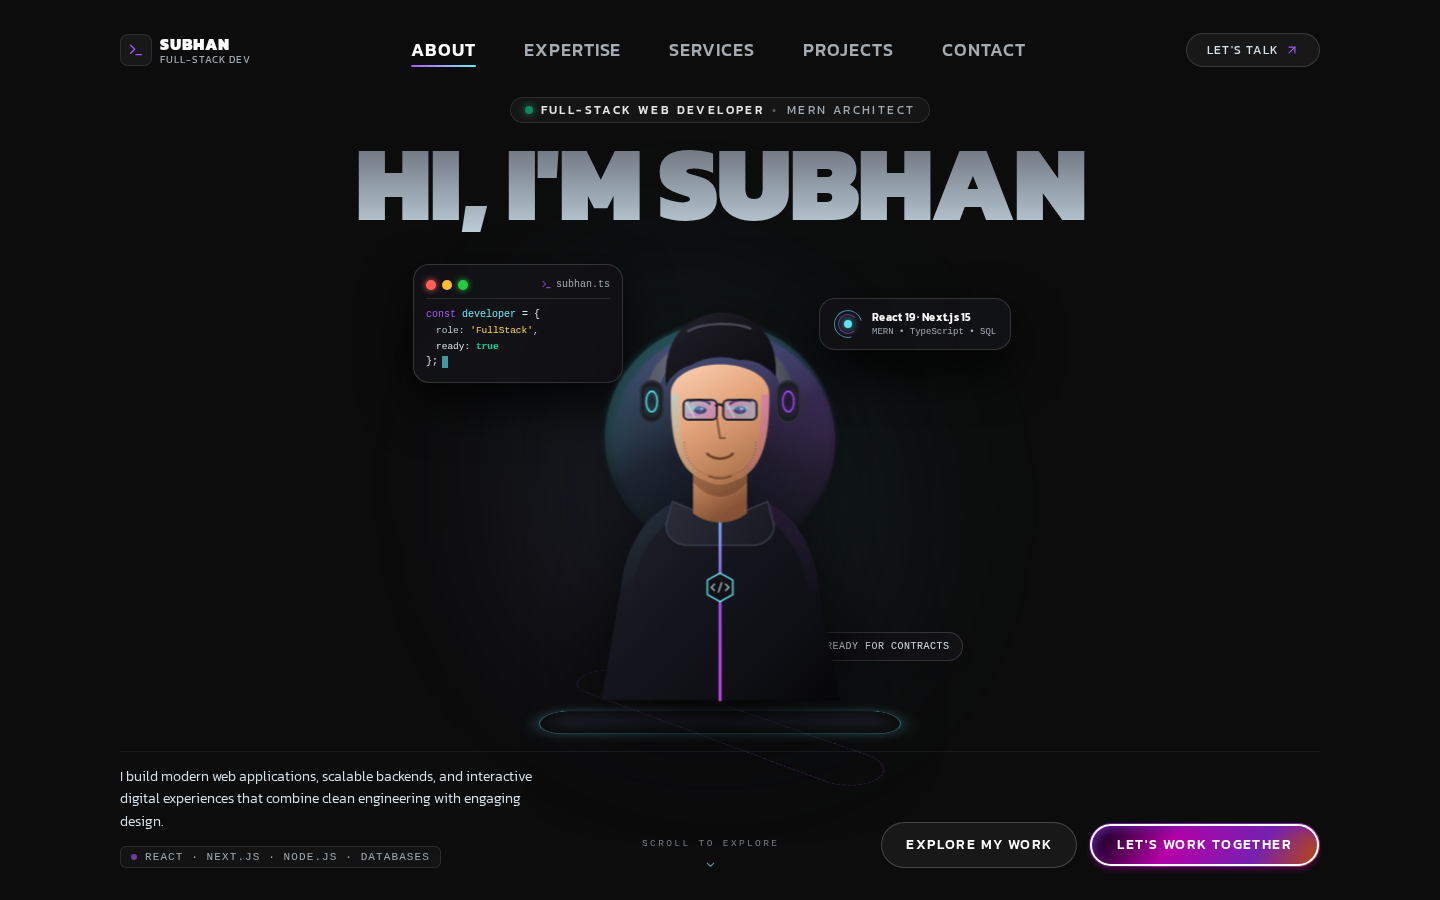 SUBHAN
FULL-STACK DEV
ABOUT
EXPERTISE
SERVICES
PROJECTS
CONTACT
LET'S TALK
FULL-STACK WEB DEVELOPER • MERN ARCHITECT
HI, I'M SUBHAN
>_ subhan.ts
const developer = {
role: 'FullStack',
ready: true
};
React 19 · Next.js 15
MERN • TypeScript • SQL
</>
READY FOR CONTRACTS
I build modern web applications, scalable backends, and interactive
digital experiences that combine clean engineering with engaging
design.
REACT · NEXT.JS · NODE.JS · DATABASES
SCROLL TO EXPLORE
EXPLORE MY WORK
LET'S WORK TOGETHER